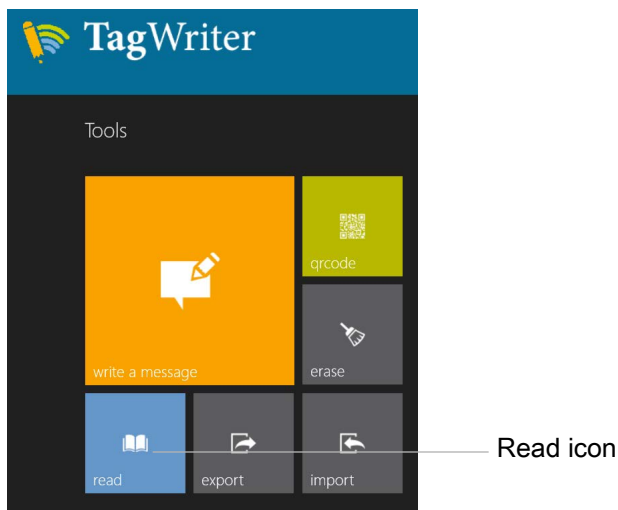 TagWriter
Tools
qrcode
write a message
erase
read
export
import
Read icon